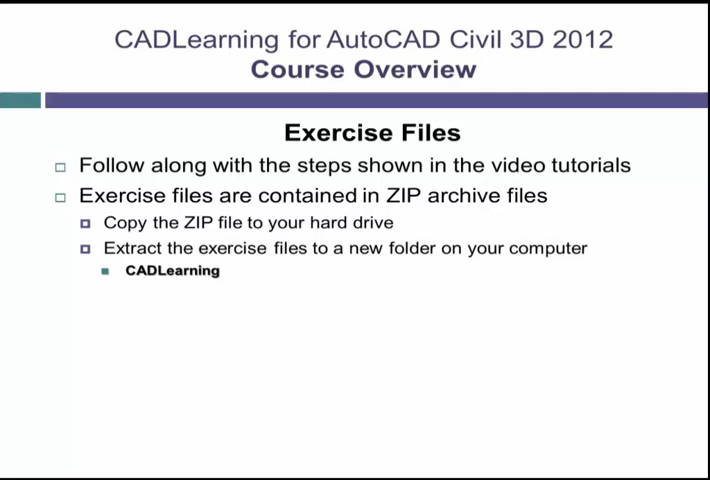 CADLearning for AutoCAD Civil 3D 2012
Course Overview
Exercise Files
Follow along with the steps shown in the video tutorials
Exercise files are contained in ZIP archive files
Copy the ZIP file to your hard drive
Extract the exercise files to a new folder on your computer
CADLearning